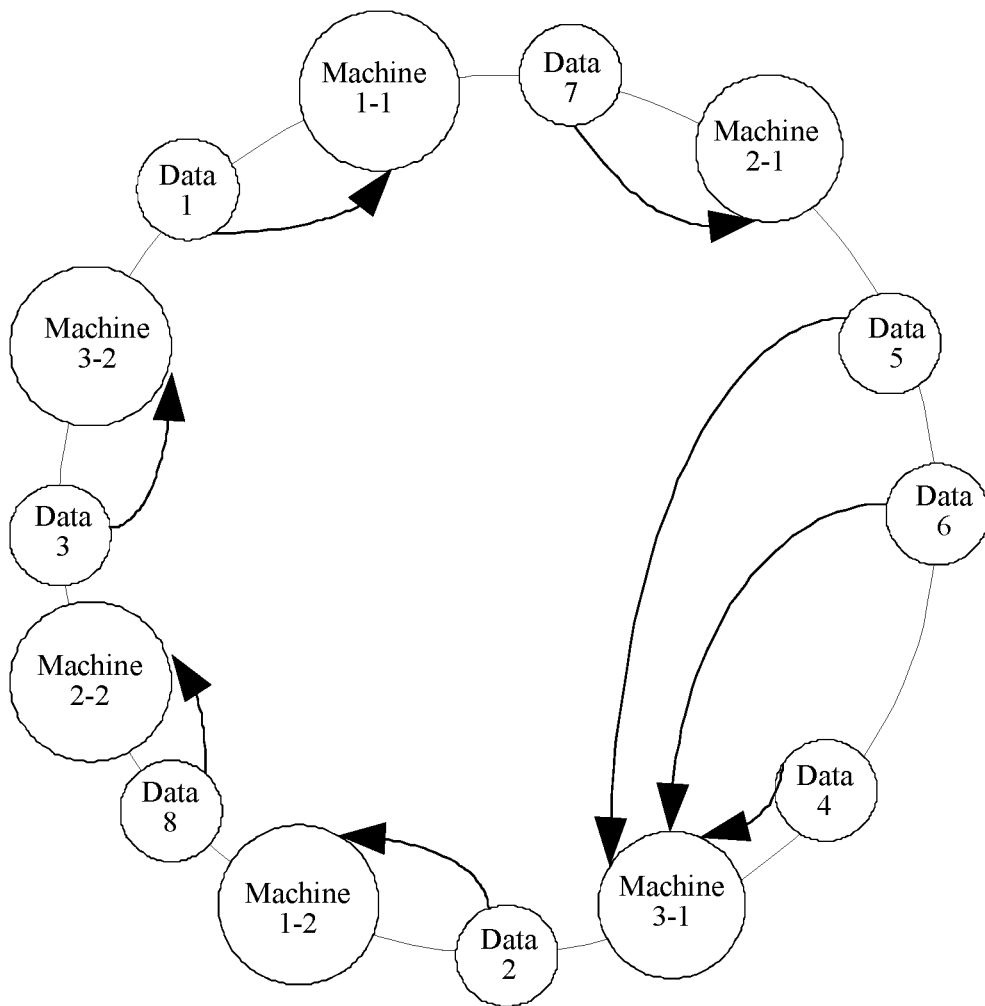 Machine
1-1
Data
7
Machine
2-1
Data
1
Machine
3-2
Data
5
Data
3
Data
6
Machine
2-2
Data
8
Data
4
Machine
1-2
Machine
3-1
Data
2